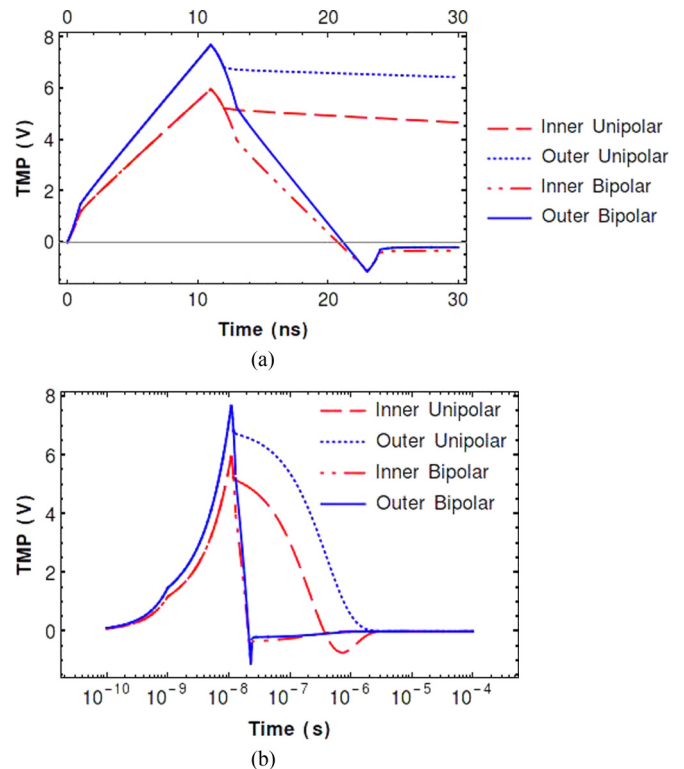 0 10 20 30
8
6
4
2
0
TMP (V)
0 10 20 30
Time (ns)
Inner Unipolar
Outer Unipolar
Inner Bipolar
Outer Bipolar
(a)
8
6
4
2
0
TMP (V)
Inner Unipolar
Outer Unipolar
Inner Bipolar
Outer Bipolar
10⁻¹⁰ 10⁻⁹ 10⁻⁸ 10⁻⁷ 10⁻⁶ 10⁻⁵ 10⁻⁴
Time (s)
(b)